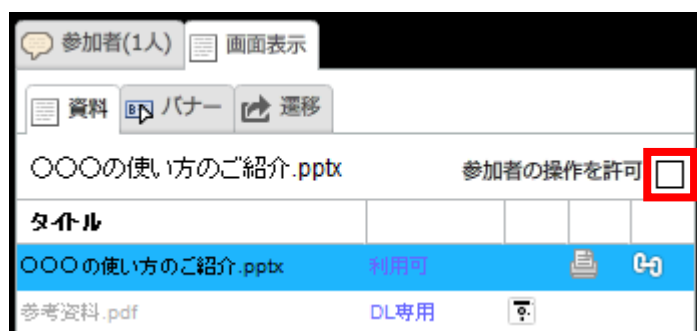 参加者(1人) 画面表示
資料 バナー 遷移
○○○の使い方のご紹介.pptx 参加者の操作を許可
タイトル
○○○の使い方のご紹介.pptx 利用可
参考資料.pdf DL専用